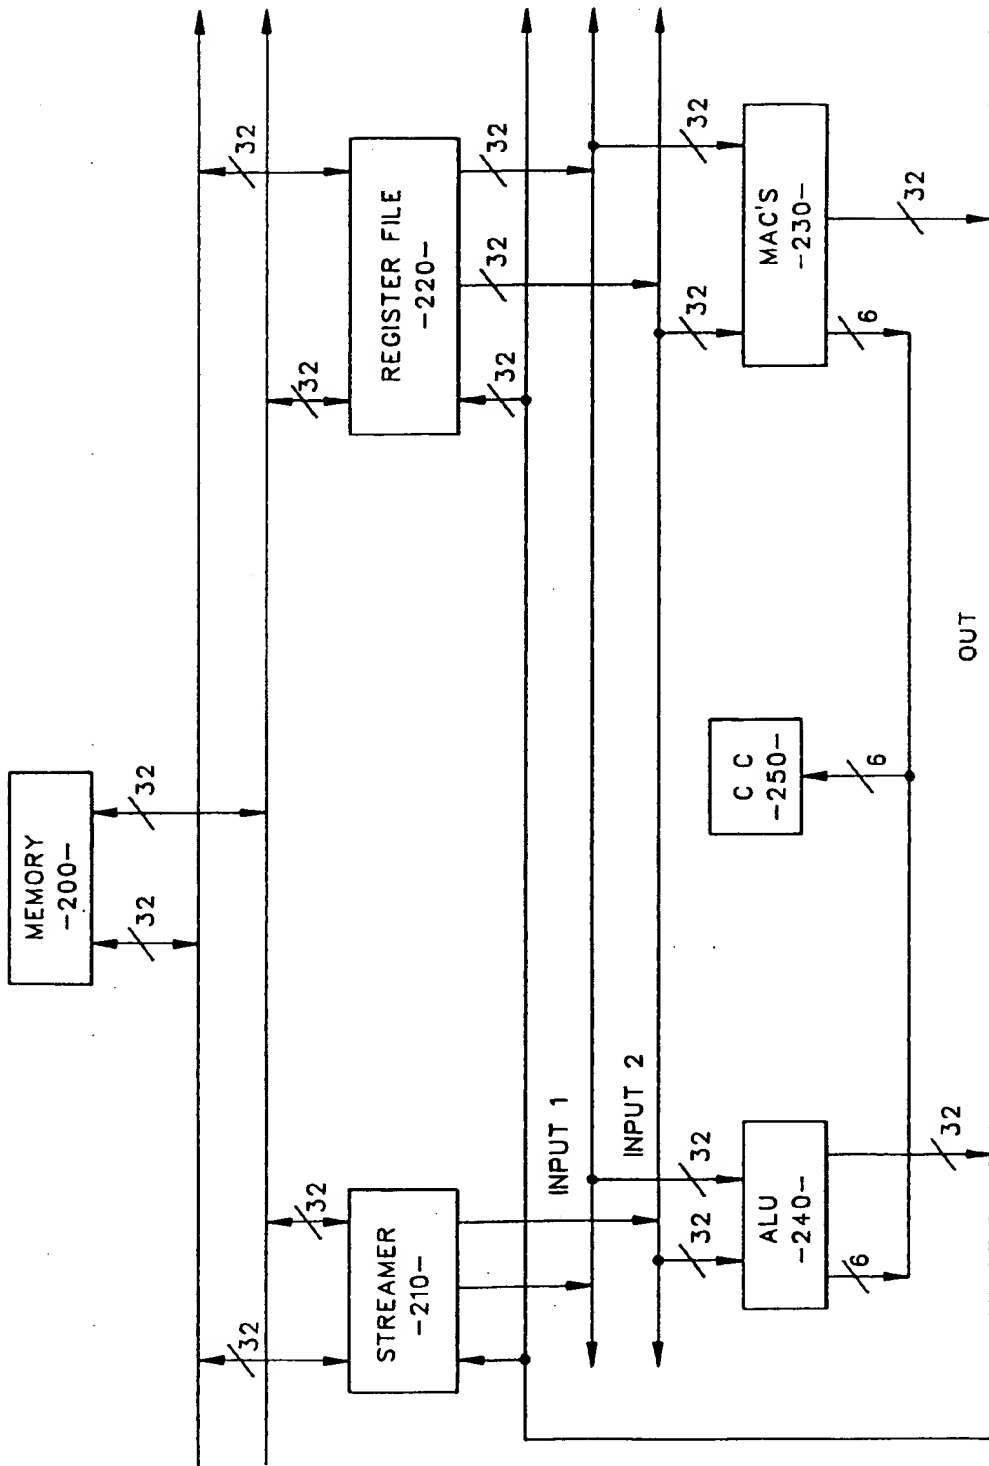 MEMORY
-200-
32
32
32
32
32
32
STREAMER
-210-
REGISTER FILE
-220-
32
32
32
INPUT 1
INPUT 2
32
32
32
32
C C
-250-
ALU
-240-
MAC'S
-230-
6
6
6
32
32
OUT